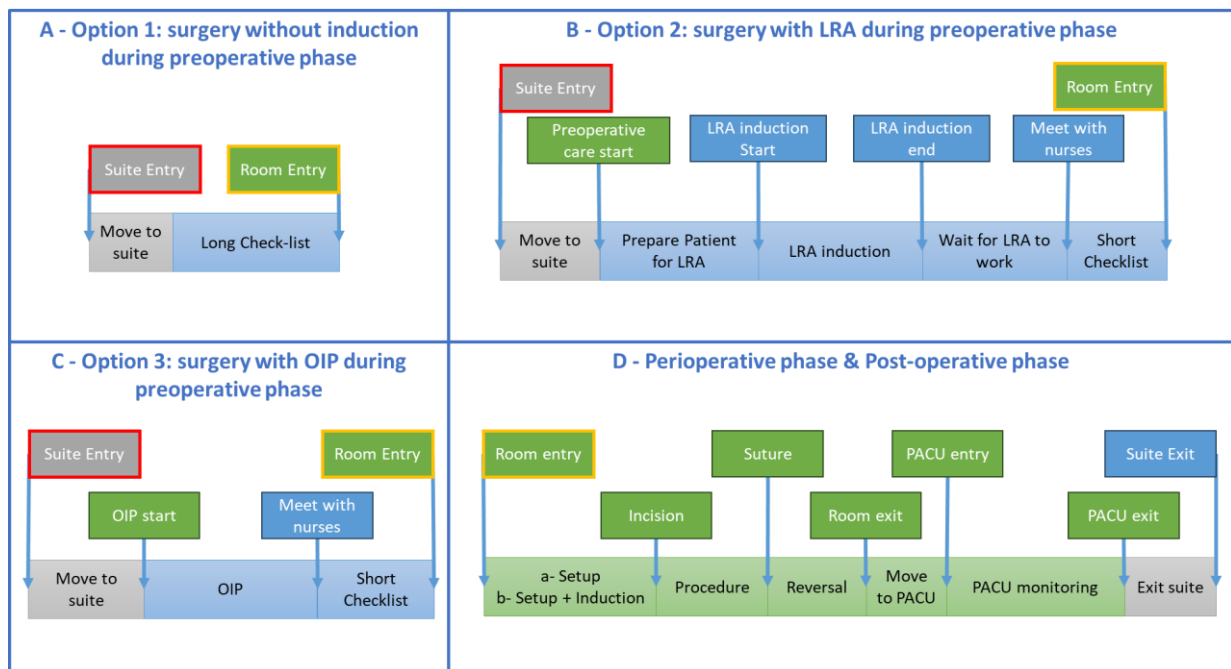 A - Option 1: surgery without induction
during preoperative phase
Suite Entry
Room Entry
Move to
suite
Long Check-list
B - Option 2: surgery with LRA during preoperative phase
Suite Entry
Room Entry
Preoperative
care start
LRA induction
Start
LRA induction
end
Meet with
nurses
Move to
suite
Prepare Patient
for LRA
LRA induction
Wait for LRA to
work
Short
Checklist
C - Option 3: surgery with OIP during
preoperative phase
Suite Entry
Room Entry
OIP start
Meet with
nurses
Move to
suite
OIP
Short
Checklist
D - Perioperative phase & Post-operative phase
Room entry
Suture
PACU entry
Suite Exit
Incision
Room exit
PACU exit
a- Setup
b- Setup + Induction
Procedure
Reversal
Move
to PACU
PACU monitoring
Exit suite